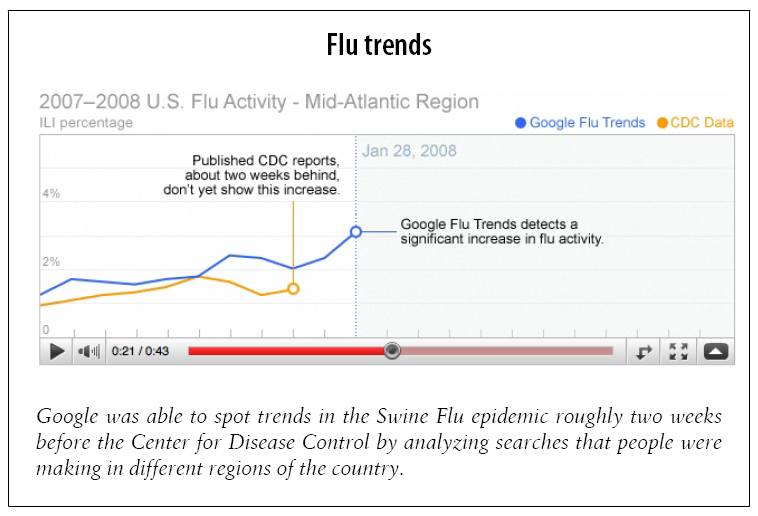 Flu trends
2007–2008 U.S. Flu Activity - Mid-Atlantic Region
ILI percentage
Google Flu Trends
CDC Data
Jan 28, 2008
Published CDC reports,
about two weeks behind,
don't yet show this increase.
4%
Google Flu Trends detects a
significant increase in flu activity.
2%
0
0:21 / 0:43
Google was able to spot trends in the Swine Flu epidemic roughly two weeks
before the Center for Disease Control by analyzing searches that people were
making in different regions of the country.